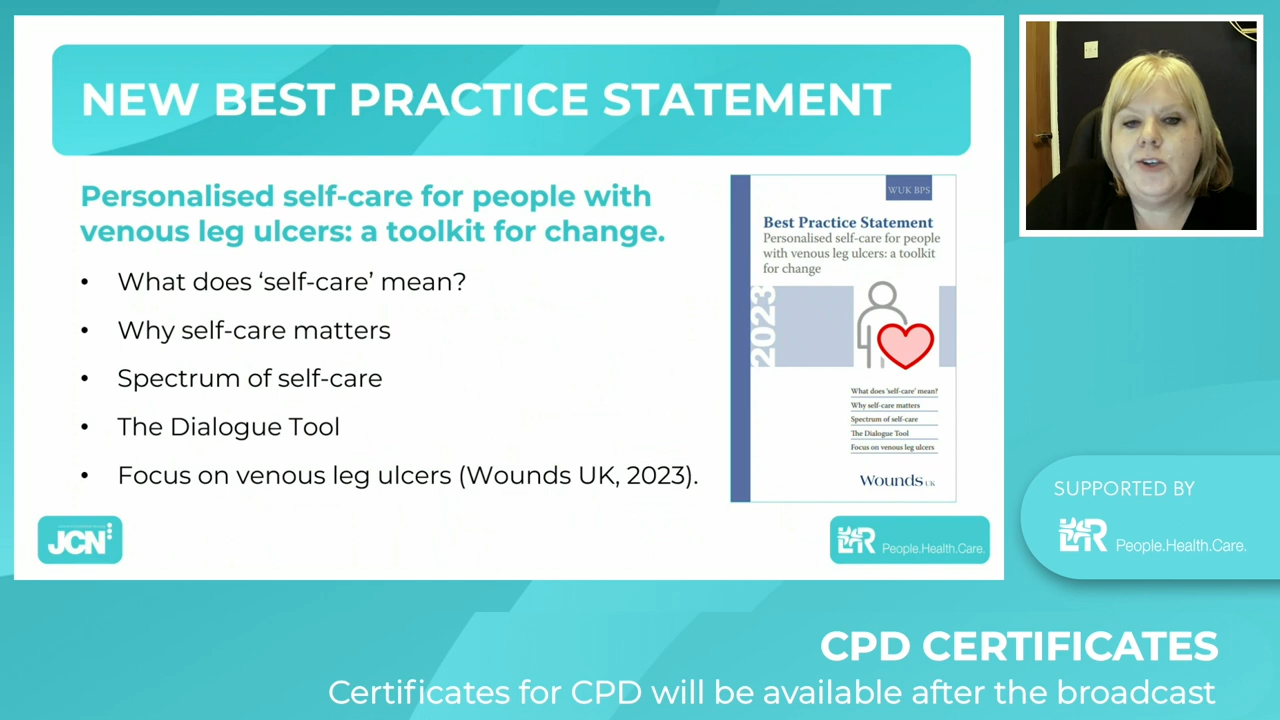 NEW BEST PRACTICE STATEMENT
Personalised self-care for people with
venous leg ulcers: a toolkit for change.
• What does ‘self-care’ mean?
• Why self-care matters
• Spectrum of self-care
The Dialogue Tool
• Focus on venous leg ulcers (Wounds UK, 2023).
WUK BPS
Best Practice Statement
Personalised self-care for people
with venous leg ulcers: a toolkit
for change
2023
What does ‘self-care’ mean?
Why self-care matters
Spectrum of self-care
The Dialogue Tool
Focus on venous leg ulcers
Wounds UK
JCN
L&R People.Health.Care.
SUPPORTED BY
L&R People.Health.Care.
CPD CERTIFICATES
Certificates for CPD will be available after the broadcast